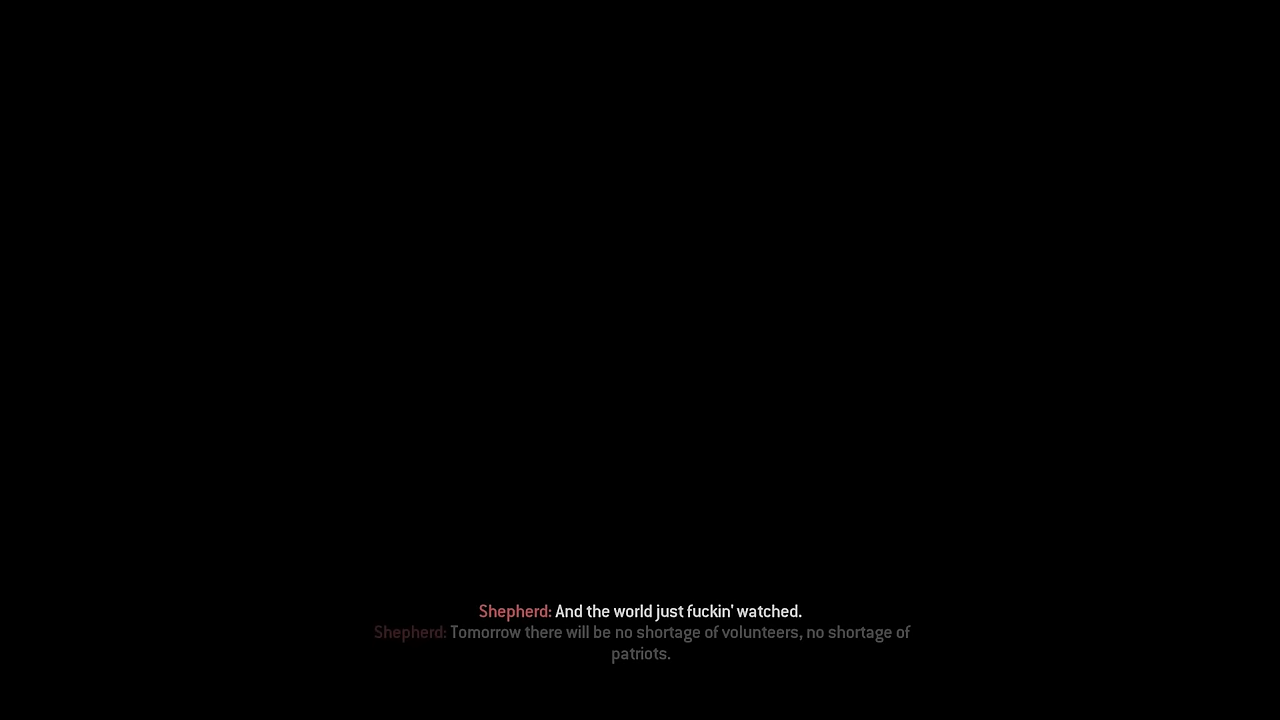 Shepherd: And the world just fuckin' watched.
Shepherd: Tomorrow there will be no shortage of volunteers, no shortage of
patriots.